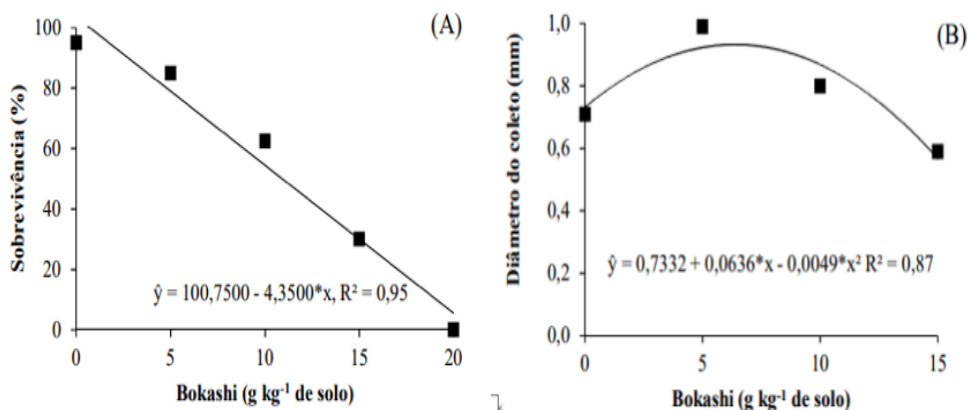 (A)
Sobrevivência (%)
100
80
60
40
20
0
ŷ = 100,7500 - 4,3500*x, R² = 0,95
0 5 10 15 20
Bokashi (g kg⁻¹ de solo)
(B)
Diâmetro do coleto (mm)
1,0
0,8
0,6
0,4
0,2
0,0
ŷ = 0,7332 + 0,0636*x - 0,0049*x² R² = 0,87
0 5 10 15
Bokashi (g kg⁻¹ de solo)